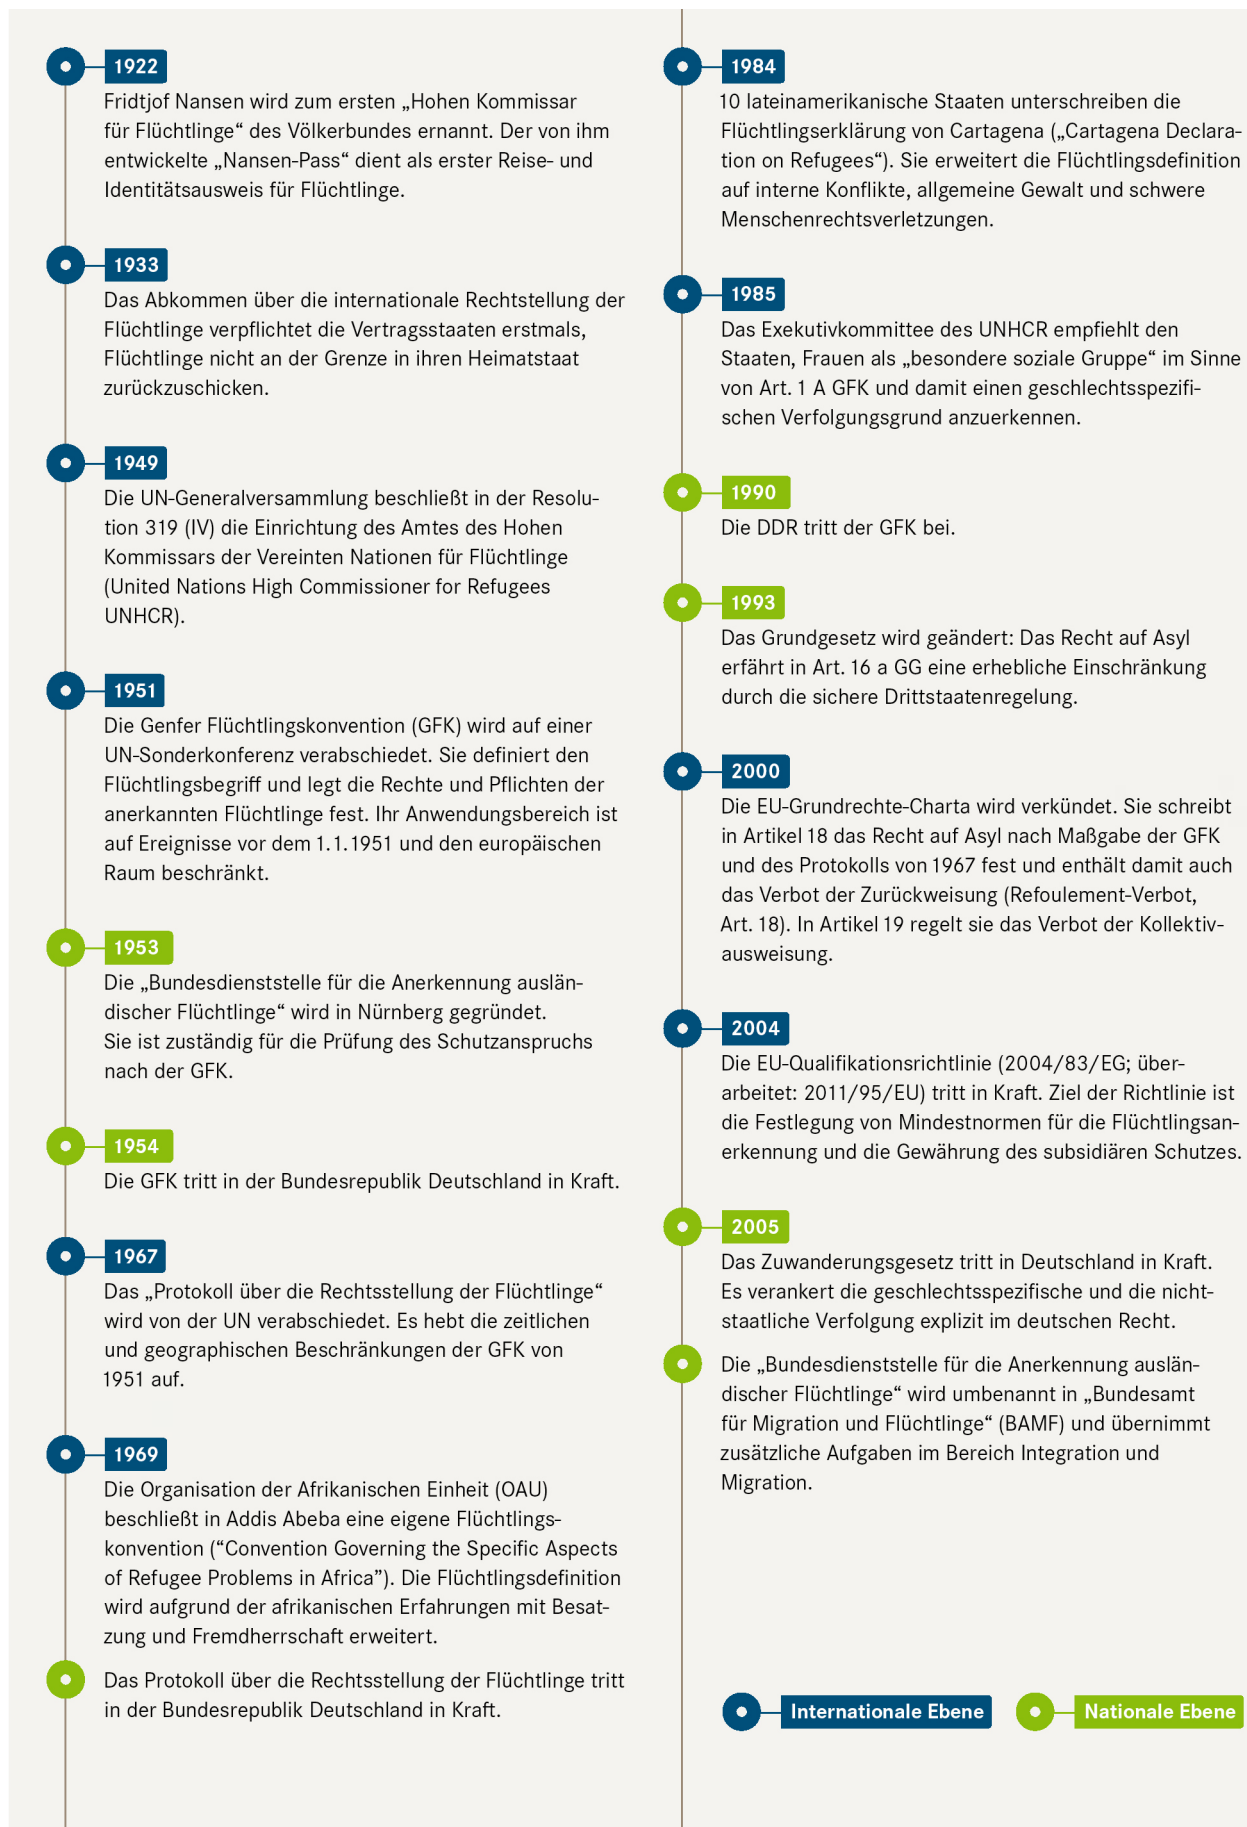 1922
Fridtjof Nansen wird zum ersten „Hohen Kommissar
für Flüchtlinge“ des Völkerbundes ernannt. Der von ihm
entwickelte „Nansen-Pass“ dient als erster Reise- und
Identitätsausweis für Flüchtlinge.
1933
Das Abkommen über die internationale Rechtstellung der
Flüchtlinge verpflichtet die Vertragsstaaten erstmals,
Flüchtlinge nicht an der Grenze in ihren Heimatstaat
zurückzuschicken.
1949
Die UN-Generalversammlung beschließt in der Resolu-
tion 319 (IV) die Einrichtung des Amtes des Hohen
Kommissars der Vereinten Nationen für Flüchtlinge
(United Nations High Commissioner for Refugees
UNHCR).
1951
Die Genfer Flüchtlingskonvention (GFK) wird auf einer
UN-Sonderkonferenz verabschiedet. Sie definiert den
Flüchtlingsbegriff und legt die Rechte und Pflichten der
anerkannten Flüchtlinge fest. Ihr Anwendungsbereich ist
auf Ereignisse vor dem 1.1.1951 und den europäischen
Raum beschränkt.
1953
Die „Bundesdienststelle für die Anerkennung auslän-
discher Flüchtlinge“ wird in Nürnberg gegründet.
Sie ist zuständig für die Prüfung des Schutzanspruchs
nach der GFK.
1954
Die GFK tritt in der Bundesrepublik Deutschland in Kraft.
1967
Das „Protokoll über die Rechtsstellung der Flüchtlinge“
wird von der UN verabschiedet. Es hebt die zeitlichen
und geographischen Beschränkungen der GFK von
1951 auf.
1969
Die Organisation der Afrikanischen Einheit (OAU)
beschließt in Addis Abeba eine eigene Flüchtlings-
konvention (“Convention Governing the Specific Aspects
of Refugee Problems in Africa”). Die Flüchtlingsdefinition
wird aufgrund der afrikanischen Erfahrungen mit Besat-
zung und Fremdherrschaft erweitert.
Das Protokoll über die Rechtsstellung der Flüchtlinge tritt
in der Bundesrepublik Deutschland in Kraft.
1984
10 lateinamerikanische Staaten unterschreiben die
Flüchtlingserklärung von Cartagena („Cartagena Declara-
tion on Refugees“). Sie erweitert die Flüchtlingsdefinition
auf interne Konflikte, allgemeine Gewalt und schwere
Menschenrechtsverletzungen.
1985
Das Exekutivkommittee des UNHCR empfiehlt den
Staaten, Frauen als „besondere soziale Gruppe“ im Sinne
von Art. 1 A GFK und damit einen geschlechtsspezifi-
schen Verfolgungsgrund anzuerkennen.
1990
Die DDR tritt der GFK bei.
1993
Das Grundgesetz wird geändert: Das Recht auf Asyl
erfährt in Art. 16 a GG eine erhebliche Einschränkung
durch die sichere Drittstaatenregelung.
2000
Die EU-Grundrechte-Charta wird verkündet. Sie schreibt
in Artikel 18 das Recht auf Asyl nach Maßgabe der GFK
und des Protokolls von 1967 fest und enthält damit auch
das Verbot der Zurückweisung (Refoulement-Verbot,
Art. 18). In Artikel 19 regelt sie das Verbot der Kollektiv-
ausweisung.
2004
Die EU-Qualifikationsrichtlinie (2004/83/EG; über-
arbeitet: 2011/95/EU) tritt in Kraft. Ziel der Richtlinie ist
die Festlegung von Mindestnormen für die Flüchtlingsan-
erkennung und die Gewährung des subsidiären Schutzes.
2005
Das Zuwanderungsgesetz tritt in Deutschland in Kraft.
Es verankert die geschlechtsspezifische und die nicht-
staatliche Verfolgung explizit im deutschen Recht.
Die „Bundesdienststelle für die Anerkennung auslän-
discher Flüchtlinge“ wird umbenannt in „Bundesamt
für Migration und Flüchtlinge“ (BAMF) und übernimmt
zusätzliche Aufgaben im Bereich Integration und
Migration.
Internationale Ebene
Nationale Ebene